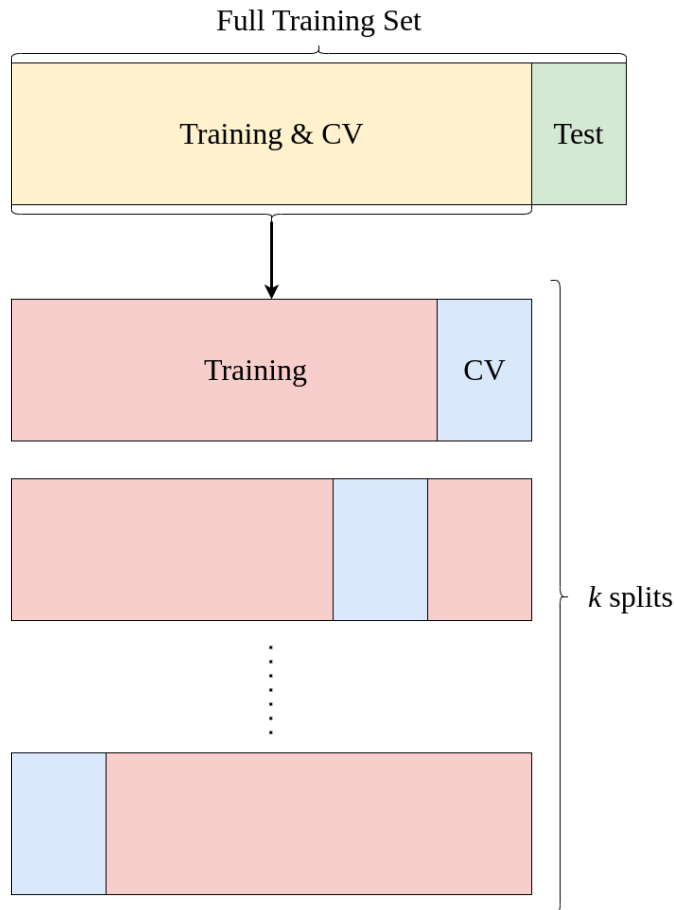 Full Training Set
Training & CV
Test
Training
CV
k splits